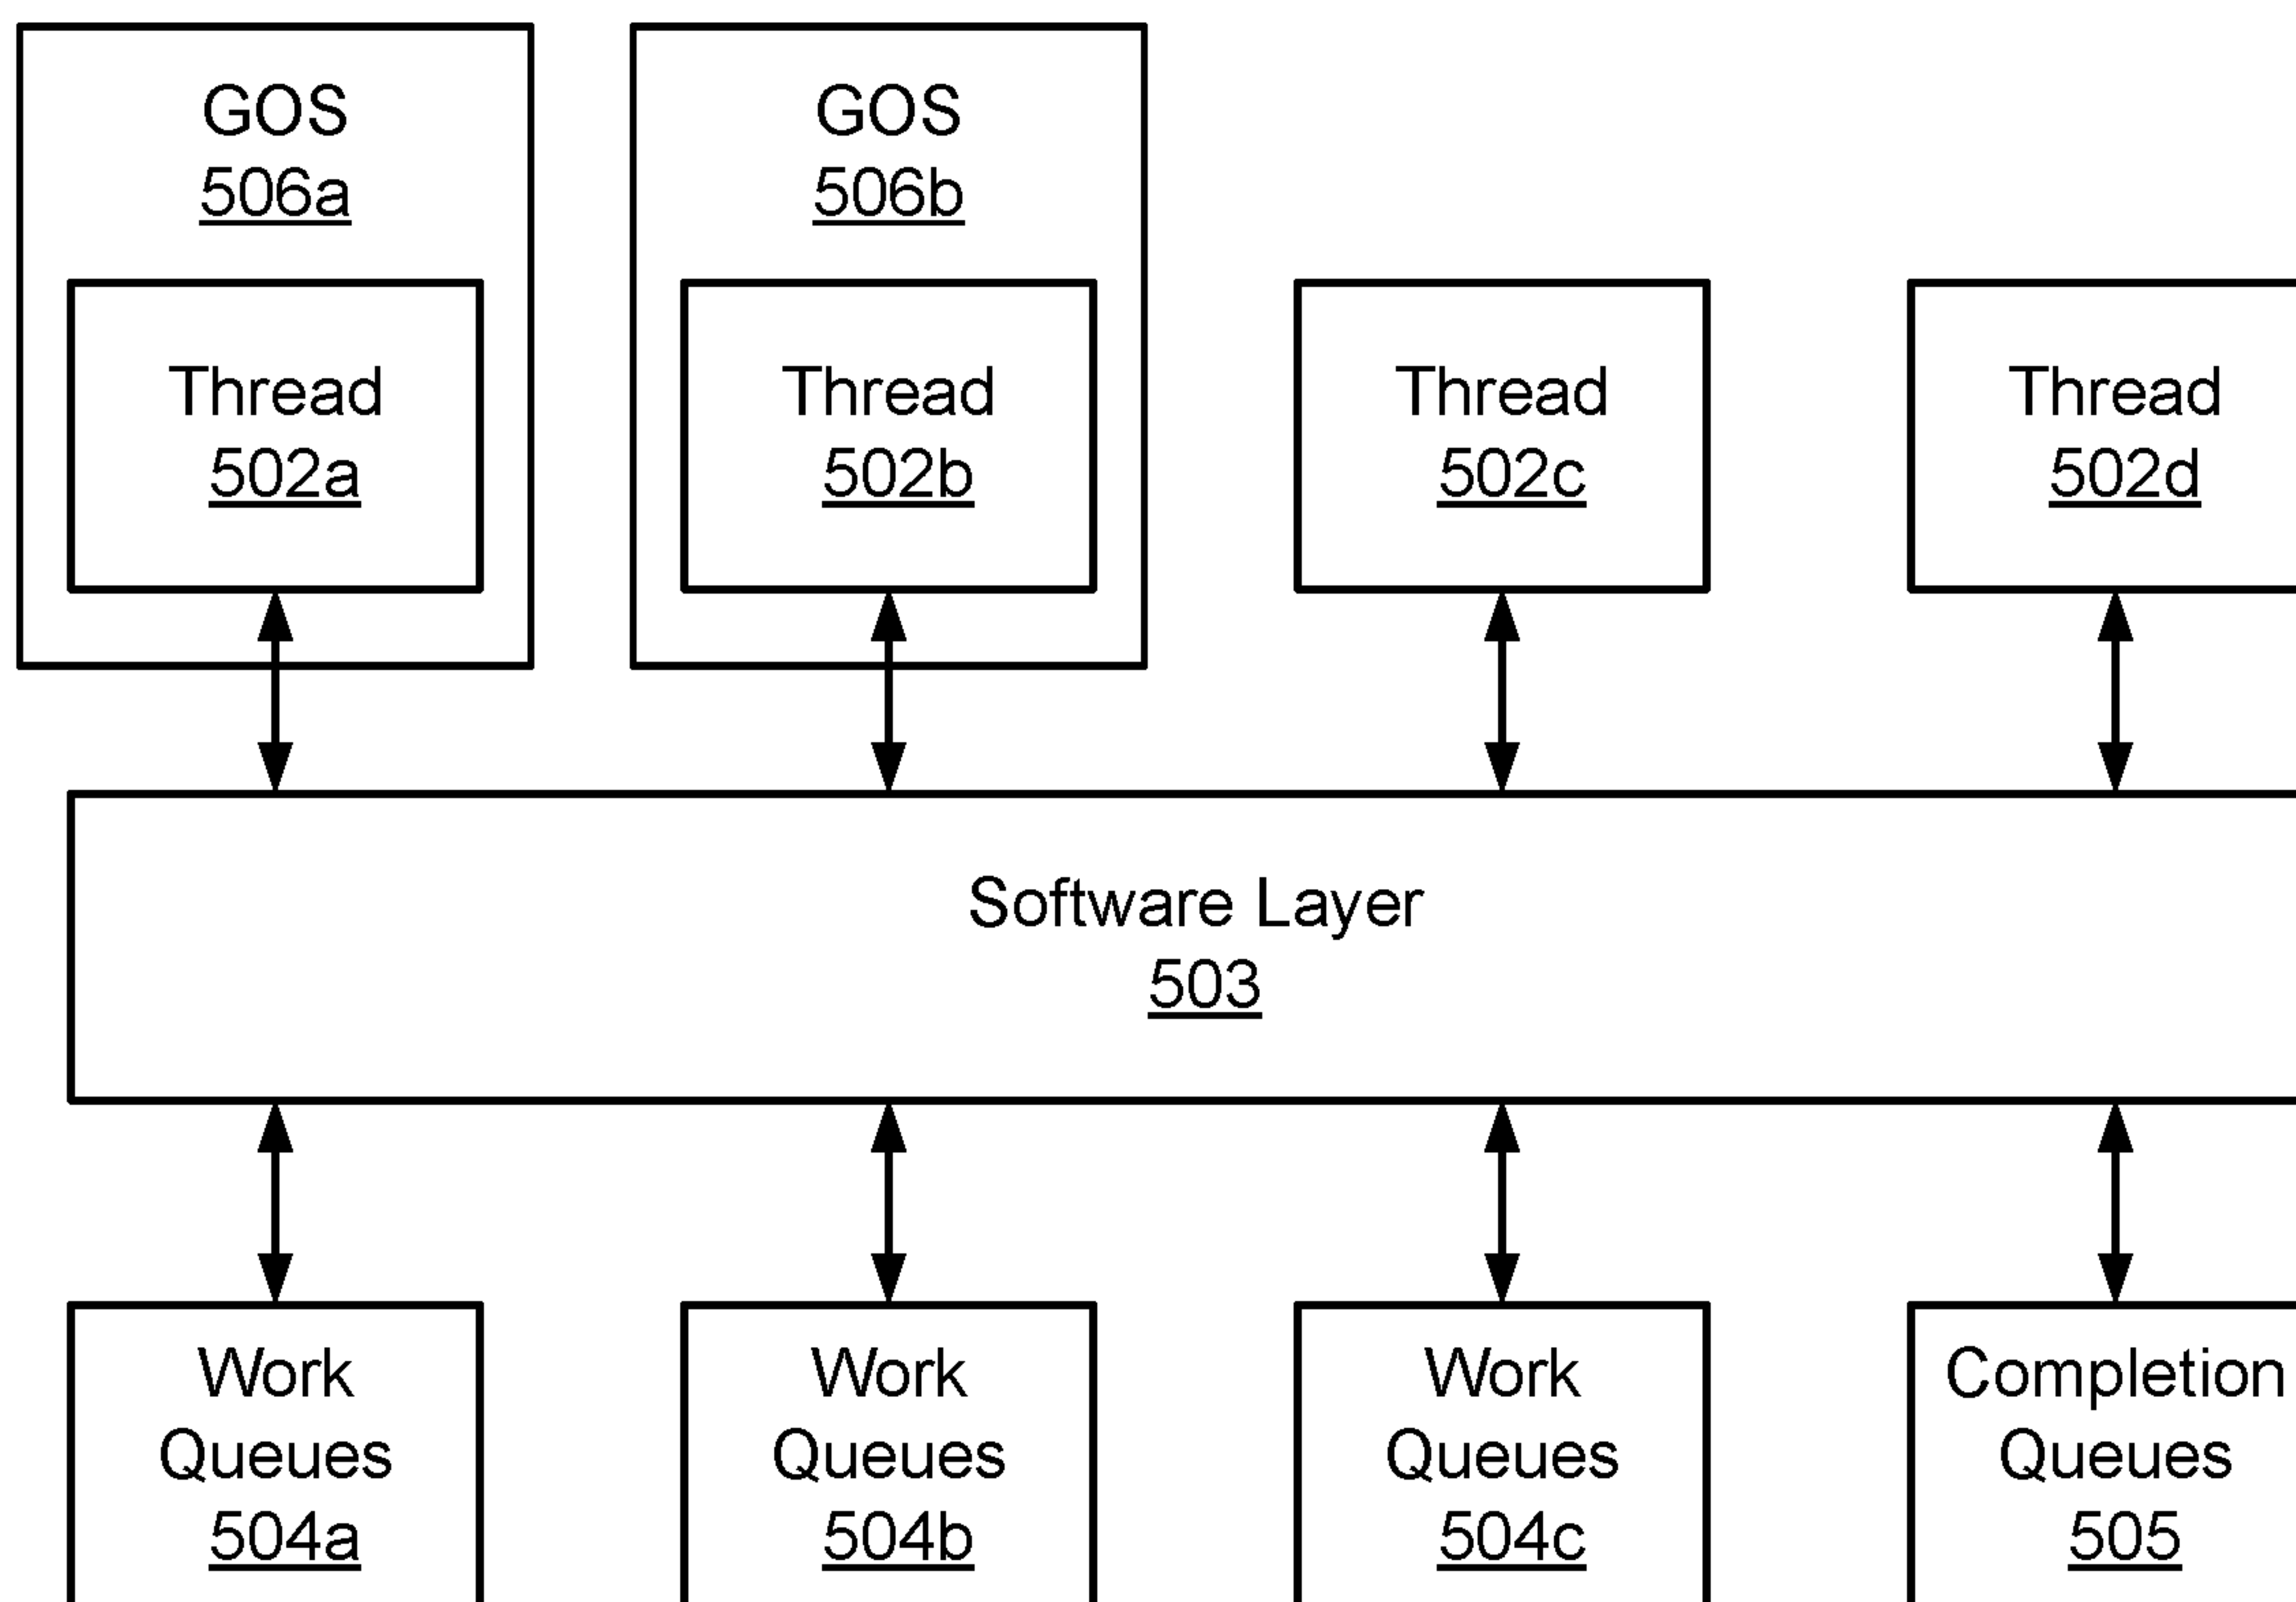 GOS
506a
GOS
506b
Thread
502a
Thread
502b
Thread
502c
Thread
502d
Software Layer
503
Work
Queues
504a
Work
Queues
504b
Work
Queues
504c
Completion
Queues
505